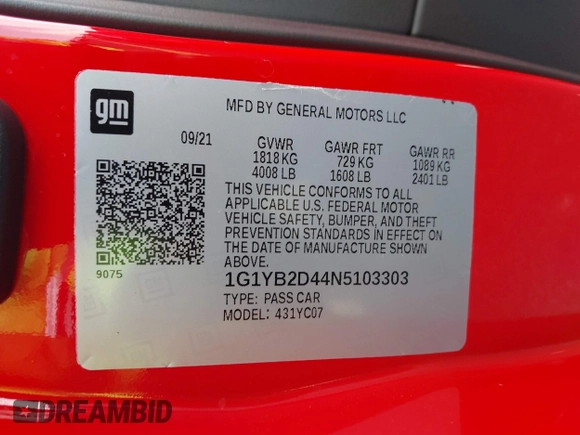 gm
MFD BY GENERAL MOTORS LLC
09/21 GVWR GAWR FRT GAWR RR
1818 KG 729 KG 1089 KG
4008 LB 1608 LB 2401 LB
THIS VEHICLE CONFORMS TO ALL
APPLICABLE U.S. FEDERAL MOTOR
VEHICLE SAFETY, BUMPER, AND THEFT
PREVENTION STANDARDS IN EFFECT ON
THE DATE OF MANUFACTURE SHOWN
ABOVE.
9075
1G1YB2D44N5103303
TYPE: PASS CAR
MODEL: 431YC07
DREAMBID